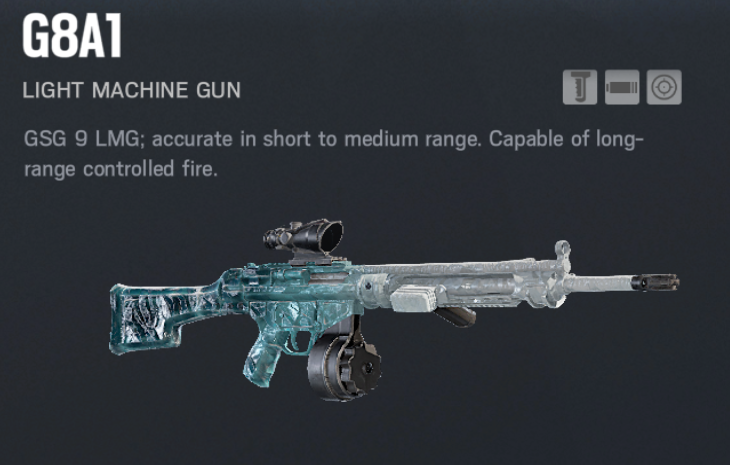 G8A1
LIGHT MACHINE GUN
GSG 9 LMG; accurate in short to medium range. Capable of long-
range controlled fire.